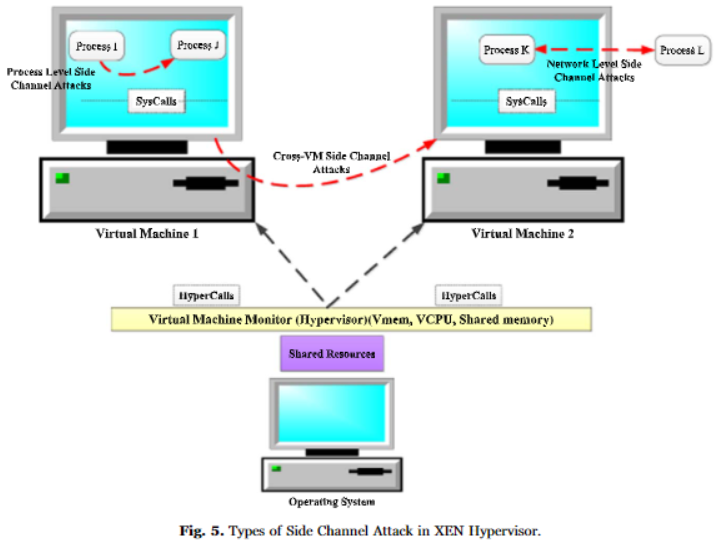 Process I
Process J
Process Level Side
Channel Attacks
SysCalls
Process K
Process L
Network Level Side
Channel Attacks
SysCalls
Cross-VM Side Channel
Attacks
Virtual Machine 1
Virtual Machine 2
HyperCalls
HyperCalls
Virtual Machine Monitor (Hypervisor)(Vmem, VCPU, Shared memory)
Shared Resources
Operating System
Fig. 5. Types of Side Channel Attack in XEN Hypervisor.